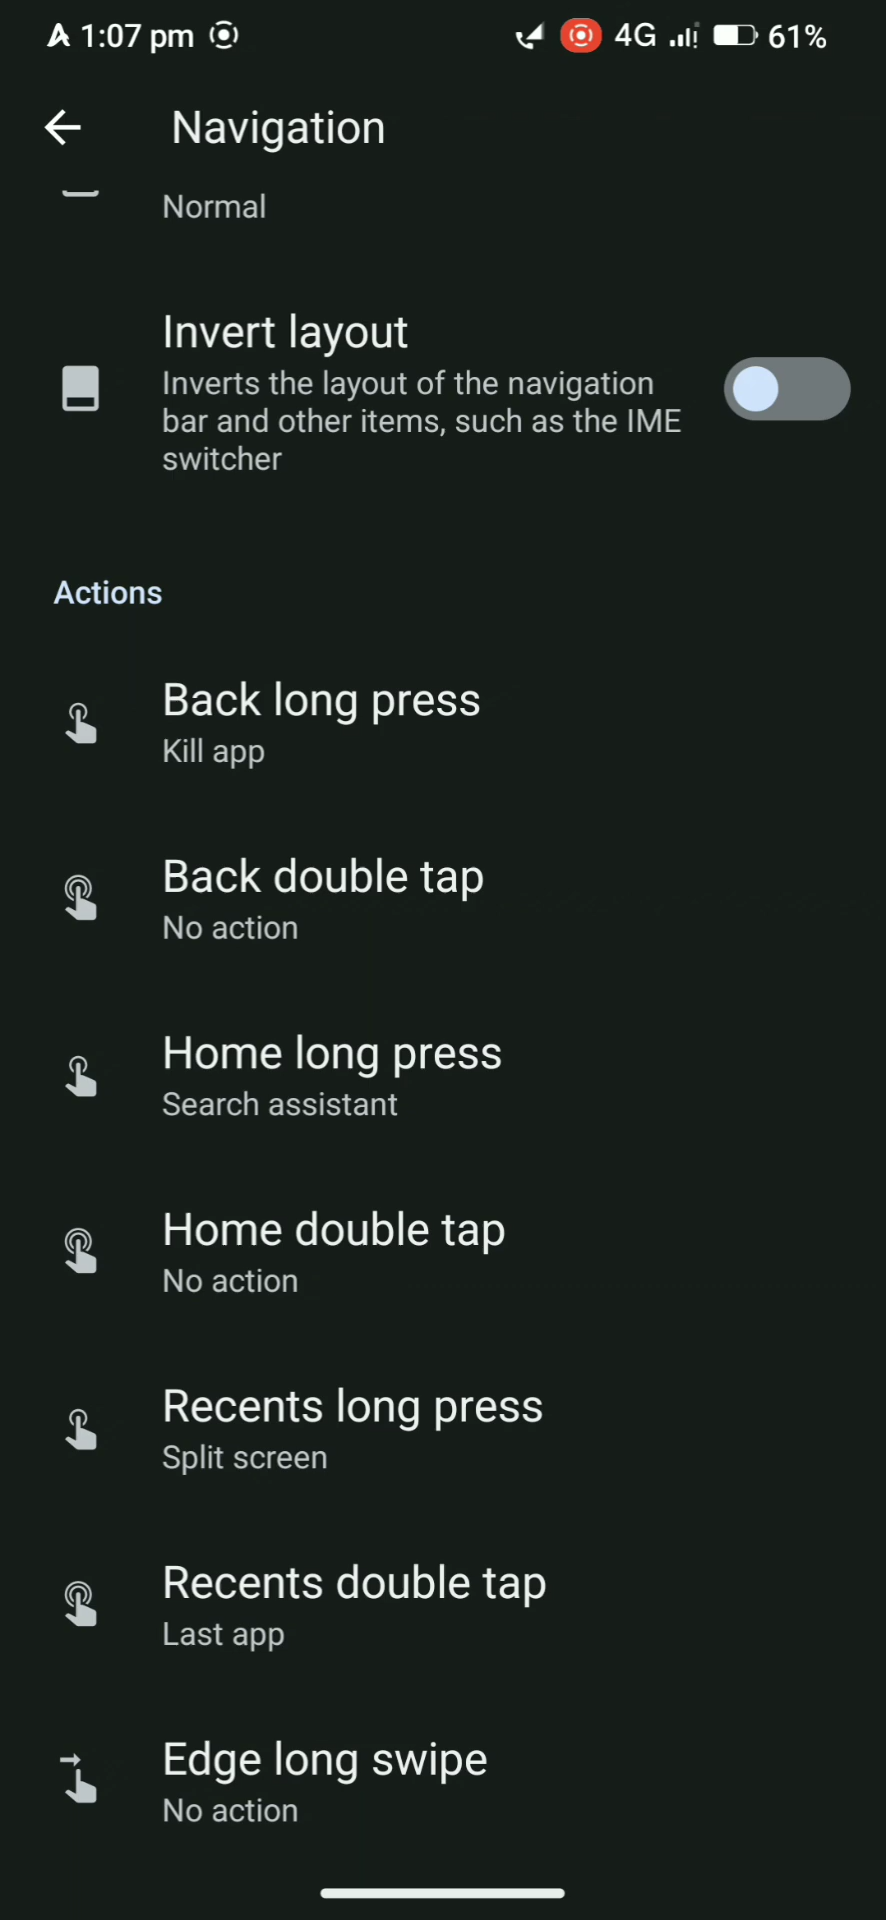 1:07 pm 4G 61%
Navigation
Normal
Invert layout
Inverts the layout of the navigation
bar and other items, such as the IME
switcher
Actions
Back long press
Kill app
Back double tap
No action
Home long press
Search assistant
Home double tap
No action
Recents long press
Split screen
Recents double tap
Last app
Edge long swipe
No action